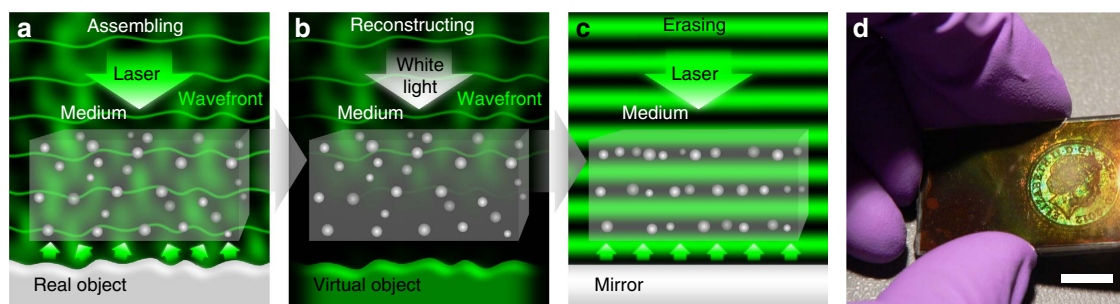 a
Assembling
Laser
Wavefront
Medium
Real object
b
Reconstructing
White
light
Wavefront
Medium
Virtual object
c
Erasing
Laser
Medium
Mirror
d